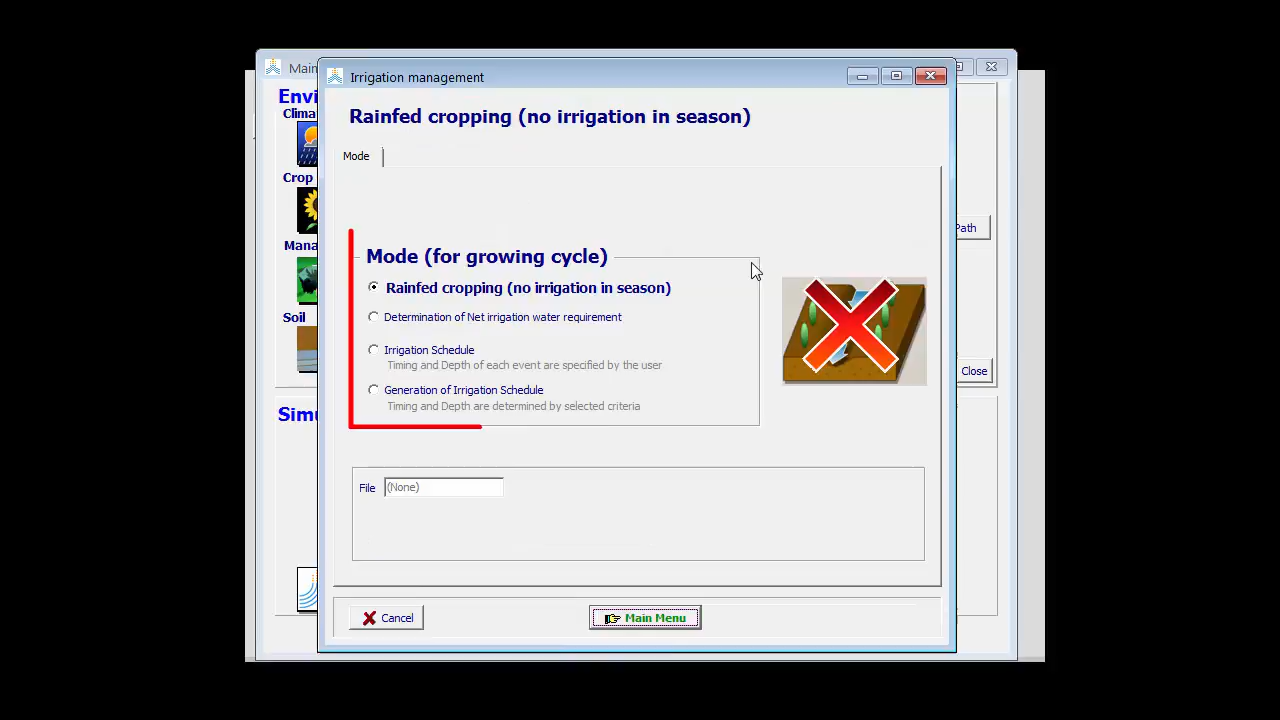 Main
Irrigation management
Envi
Clima
Crop
Mana
Soil
Simu
Path
Close
Rainfed cropping (no irrigation in season)
Mode
Mode (for growing cycle)
Rainfed cropping (no irrigation in season)
Determination of Net irrigation water requirement
Irrigation Schedule
Timing and Depth of each event are specified by the user
Generation of Irrigation Schedule
Timing and Depth are determined by selected criteria
File (None)
Cancel
Main Menu